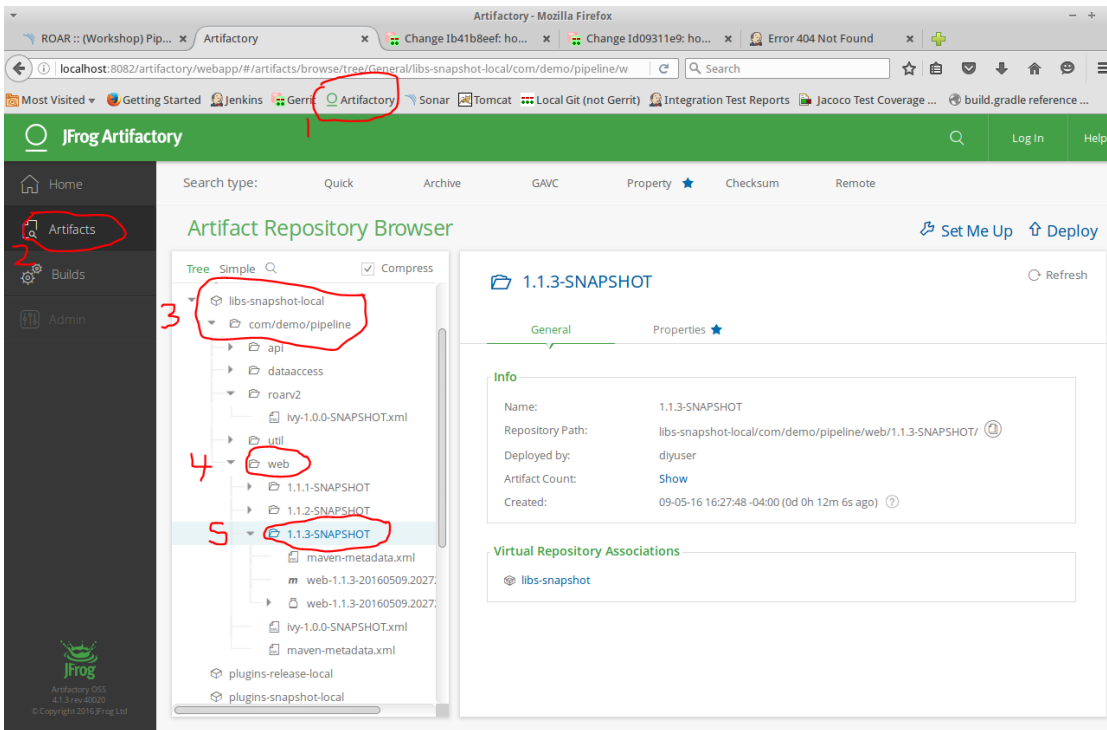 Artifactory - Mozilla Firefox
ROAR :: (Workshop) Pip... × Artifactory × Change Ib41b8eef: ho... × Change Id09311e9: ho... × Error 404 Not Found ×
localhost:8082/artifactory/webapp/#/artifacts/browse/tree/General/libs-snapshot-local/com/demo/pipeline/w Search
Most Visited Getting Started Jenkins Gerrit Artifactory Sonar Tomcat Local Git (not Gerrit) Integration Test Reports Jacoco Test Coverage ... build.gradle reference ...
1
JFrog Artifactory Log In Help
Home
Artifacts
2
Builds
Admin
Search type: Quick Archive GAVC Property Checksum Remote
Artifact Repository Browser Set Me Up Deploy
Tree Simple Compress
3
libs-snapshot-local
com/demo/pipeline
api
dataaccess
roarv2
ivy-1.0.0-SNAPSHOT.xml
util
4
web
1.1.1-SNAPSHOT
1.1.2-SNAPSHOT
5
1.1.3-SNAPSHOT
maven-metadata.xml
m web-1.1.3-20160509.2027
web-1.1.3-20160509.2027
ivy-1.0.0-SNAPSHOT.xml
maven-metadata.xml
plugins-release-local
plugins-snapshot-local
1.1.3-SNAPSHOT Refresh
General Properties
Info
Name: 1.1.3-SNAPSHOT
Repository Path: libs-snapshot-local/com/demo/pipeline/web/1.1.3-SNAPSHOT/
Deployed by: diyuser
Artifact Count: Show
Created: 09-05-16 16:27:48 -04:00 (0d 0h 12m 6s ago) ?
Virtual Repository Associations
libs-snapshot
JFrog
Artifactory OSS
4.1.3 rev 40020
© Copyright 2016 JFrog Ltd